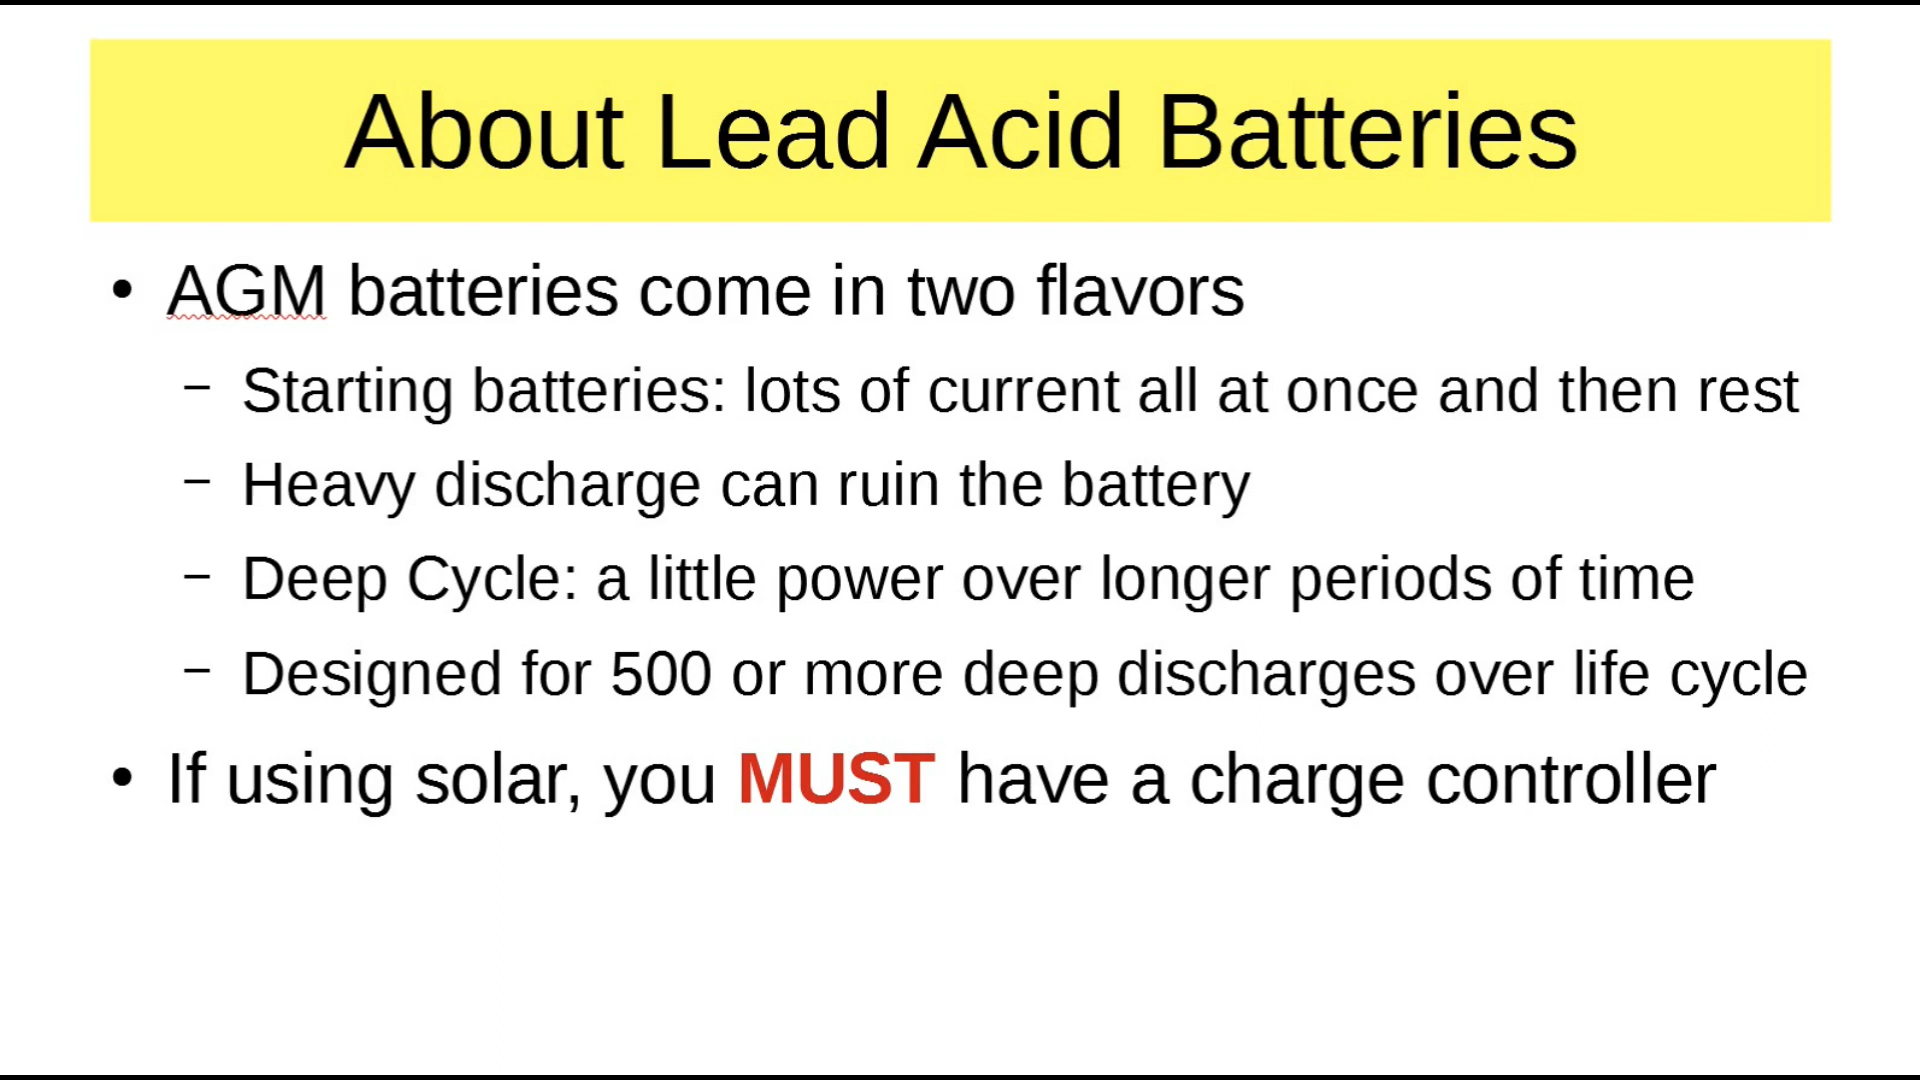 About Lead Acid Batteries
• AGM batteries come in two flavors
– Starting batteries: lots of current all at once and then rest
– Heavy discharge can ruin the battery
– Deep Cycle: a little power over longer periods of time
– Designed for 500 or more deep discharges over life cycle
• If using solar, you MUST have a charge controller